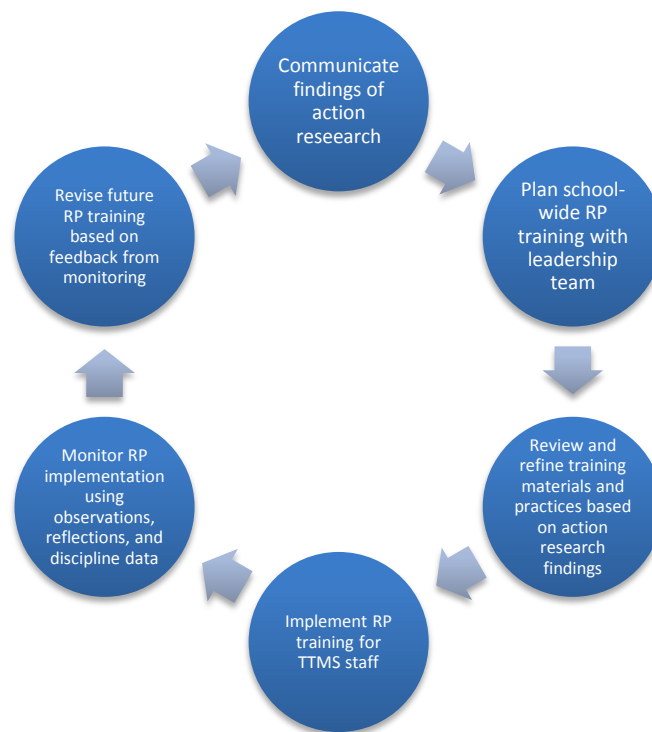 Communicate
findings of
action
reseearch
Plan school-
wide RP
training with
leadership
team
Review and
refine training
materials and
practices based
on action
research
findings
Implement RP
training for
TTMS staff
Monitor RP
implementation
using
observations,
reflections, and
discipline data
Revise future
RP training
based on
feedback from
monitoring